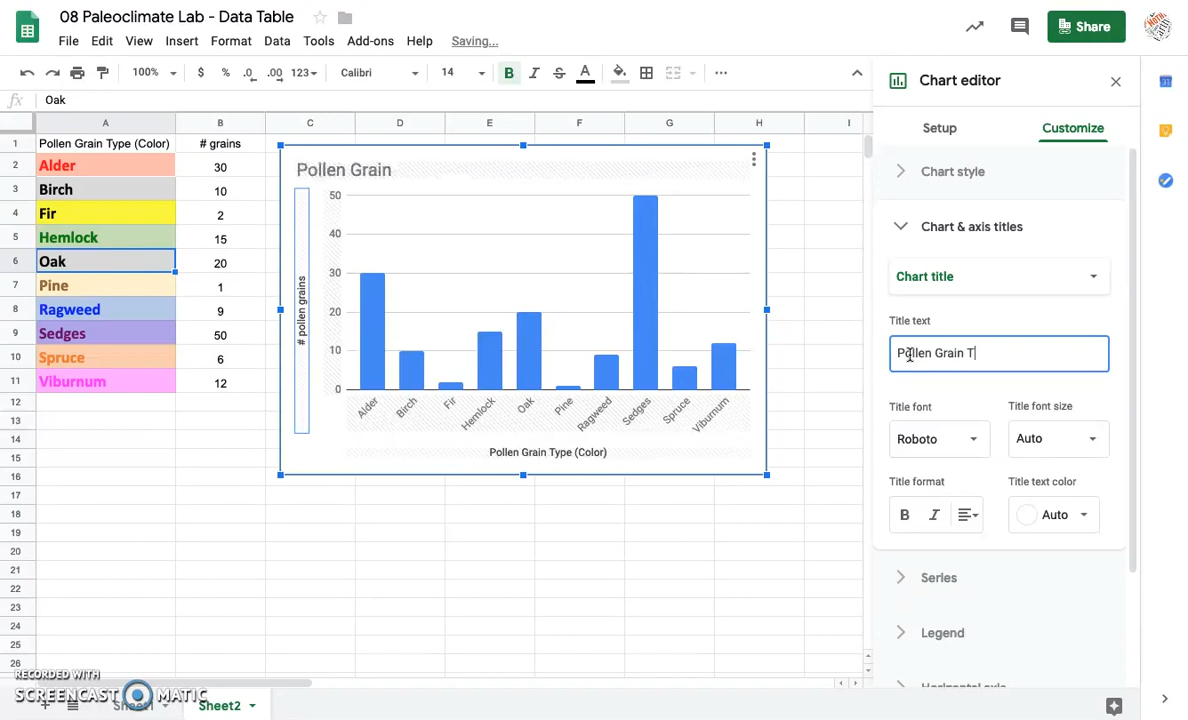 08 Paleoclimate Lab - Data Table
File Edit View Insert Format Data Tools Add-ons Help Saving...
Share
100% $ % .0 .00 123 Calibri 14 B I S A ...
fx Oak
A B C D E F G H I
1 Pollen Grain Type (Color) # grains
2 Alder 30
3 Birch 10
4 Fir 2
5 Hemlock 15
6 Oak 20
7 Pine 1
8 Ragweed 9
9 Sedges 50
10 Spruce 6
11 Viburnum 12
12
13
14
15
16
17
18
19
20
21
22
23
24
25
26
Pollen Grain
50
40
30
20
10
0
# pollen grains
Alder Birch Fir Hemlock Oak Pine Ragweed Sedges Spruce Viburnum
Pollen Grain Type (Color)
Chart editor
Setup Customize
Chart style
Chart & axis titles
Chart title
Title text
Pollen Grain T
Title font Title font size
Roboto Auto
Title format Title text color
B I Auto
Series
Legend
Horizontal axis
RECORDED WITH
SCREENCAST MATIC
Sheet1 Sheet2
31